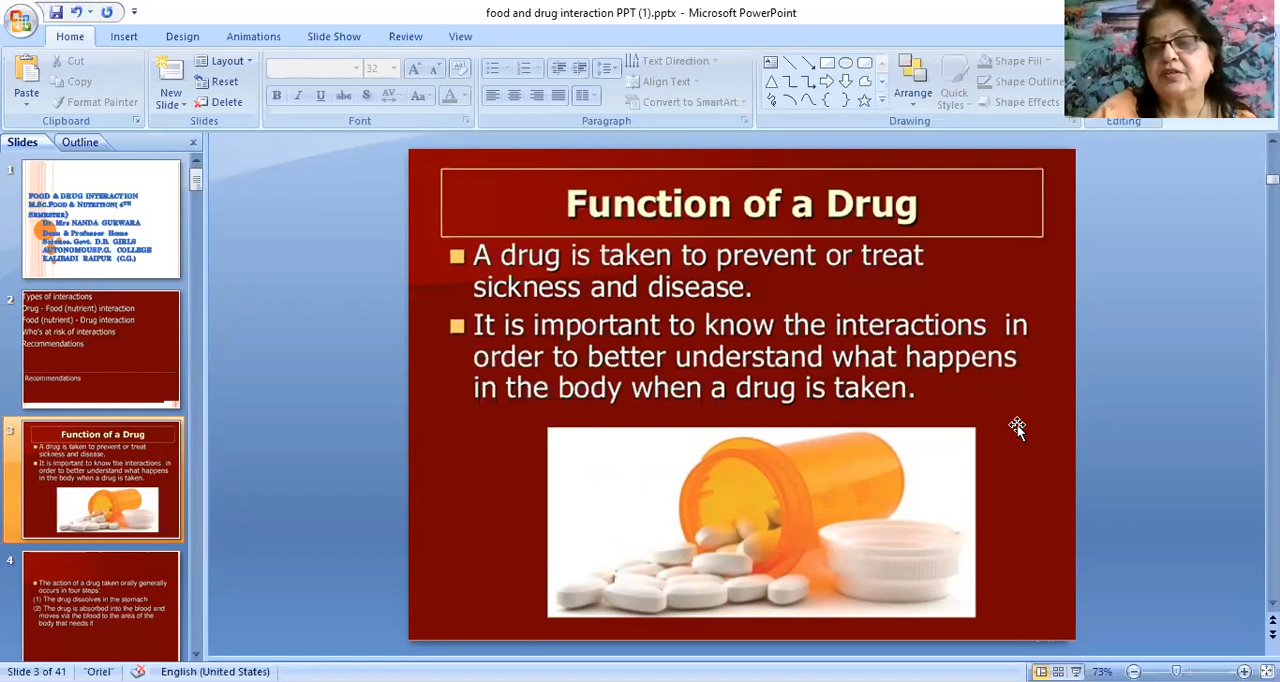 food and drug interaction PPT (1).pptx - Microsoft PowerPoint
Home Insert Design Animations Slide Show Review View
Paste
Cut
Copy
Format Painter
Clipboard
New
Slide
Layout
Reset
Delete
Slides
32
B I U abc S AV Aa A
Font
Text Direction
Align Text
Convert to SmartArt
Paragraph
Arrange
Quick
Styles
Shape Fill
Shape Outline
Shape Effects
Drawing
Editing
Slides Outline
1
FOOD & DRUG INTERACTION
M.SC.FOOD & NUTRITION( 4TH
SEMESTER)
Dr. Mrs NANDA GURWARA
Dean & Professor Home
Science. Govt. D.B. GIRLS
AUTONOMOUSP.G. COLLEGE
KALIBADI RAIPUR (C.G.)
2
Types of interactions
Drug - Food (nutrient) interaction
Food (nutrient) - Drug interaction
Who's at risk of interactions
Recommendations
Recommendations
3
Function of a Drug
A drug is taken to prevent or treat
sickness and disease.
It is important to know the interactions in
order to better understand what happens
in the body when a drug is taken.
4
The action of a drug taken orally generally
occurs in four steps:
(1) The drug dissolves in the stomach
(2) The drug is absorbed into the blood and
moves via the blood to the area of the
body that needs it
Function of a Drug
A drug is taken to prevent or treat
sickness and disease.
It is important to know the interactions in
order to better understand what happens
in the body when a drug is taken.
Slide 3 of 41 "Oriel" English (United States) 73%